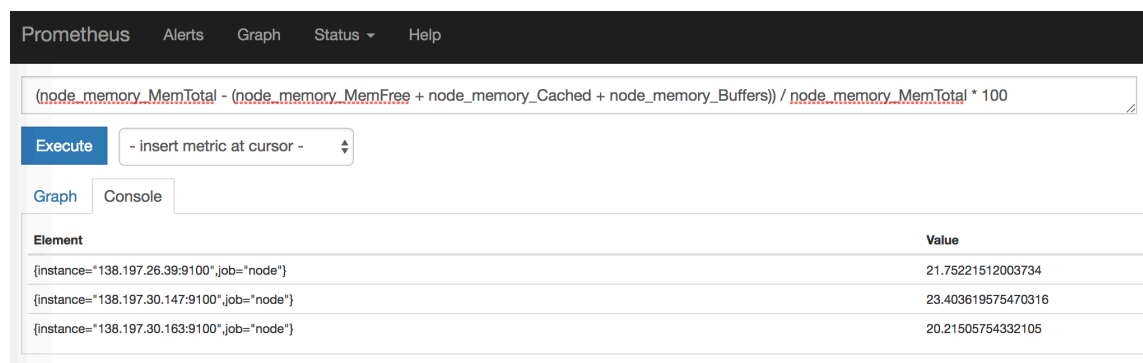 Prometheus Alerts Graph Status Help
(node_memory_MemTotal - (node_memory_MemFree + node_memory_Cached + node_memory_Buffers)) / node_memory_MemTotal * 100
Execute - insert metric at cursor -
Graph Console
Element Value
{instance="138.197.26.39:9100",job="node"} 21.75221512003734
{instance="138.197.30.147:9100",job="node"} 23.403619575470316
{instance="138.197.30.163:9100",job="node"} 20.21505754332105